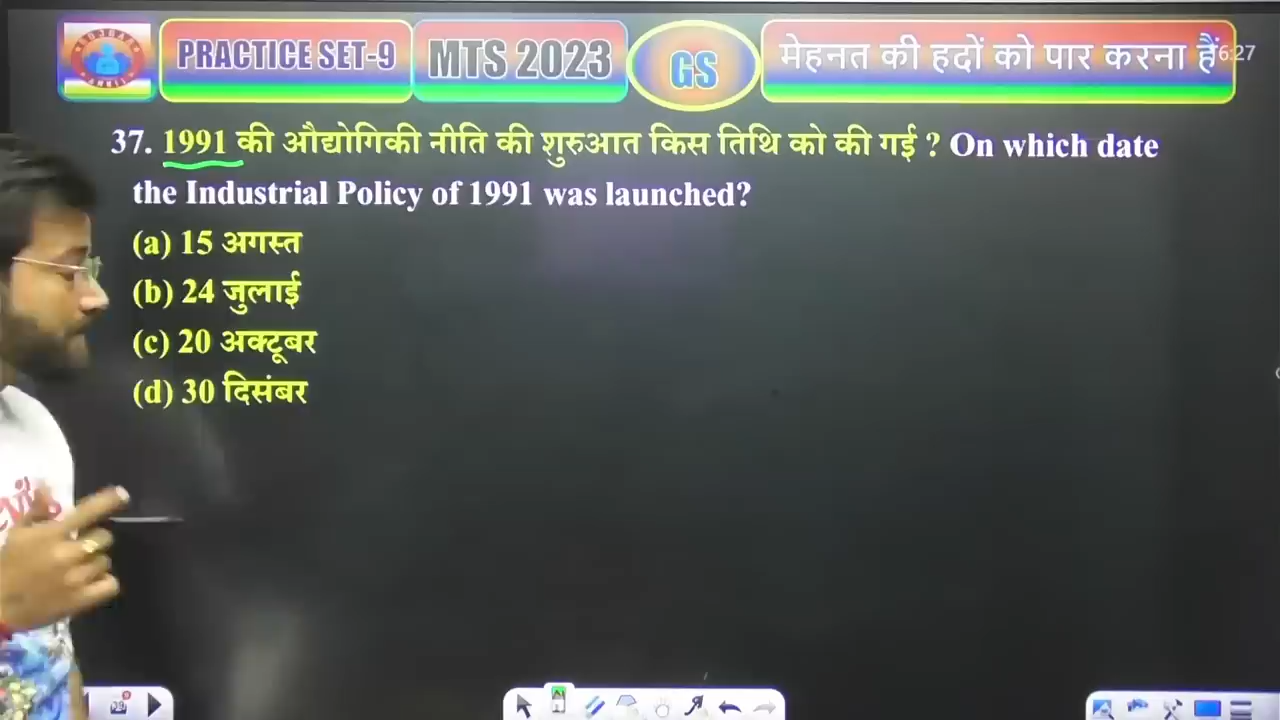 PRACTICE SET-9 MTS 2023 GS मेहनत की हदों को पार करना हैं 6:27
37. 1991 की औद्योगिकी नीति की शुरुआत किस तिथि को की गई ? On which date
the Industrial Policy of 1991 was launched?
(a) 15 अगस्त
(b) 24 जुलाई
(c) 20 अक्टूबर
(d) 30 दिसंबर